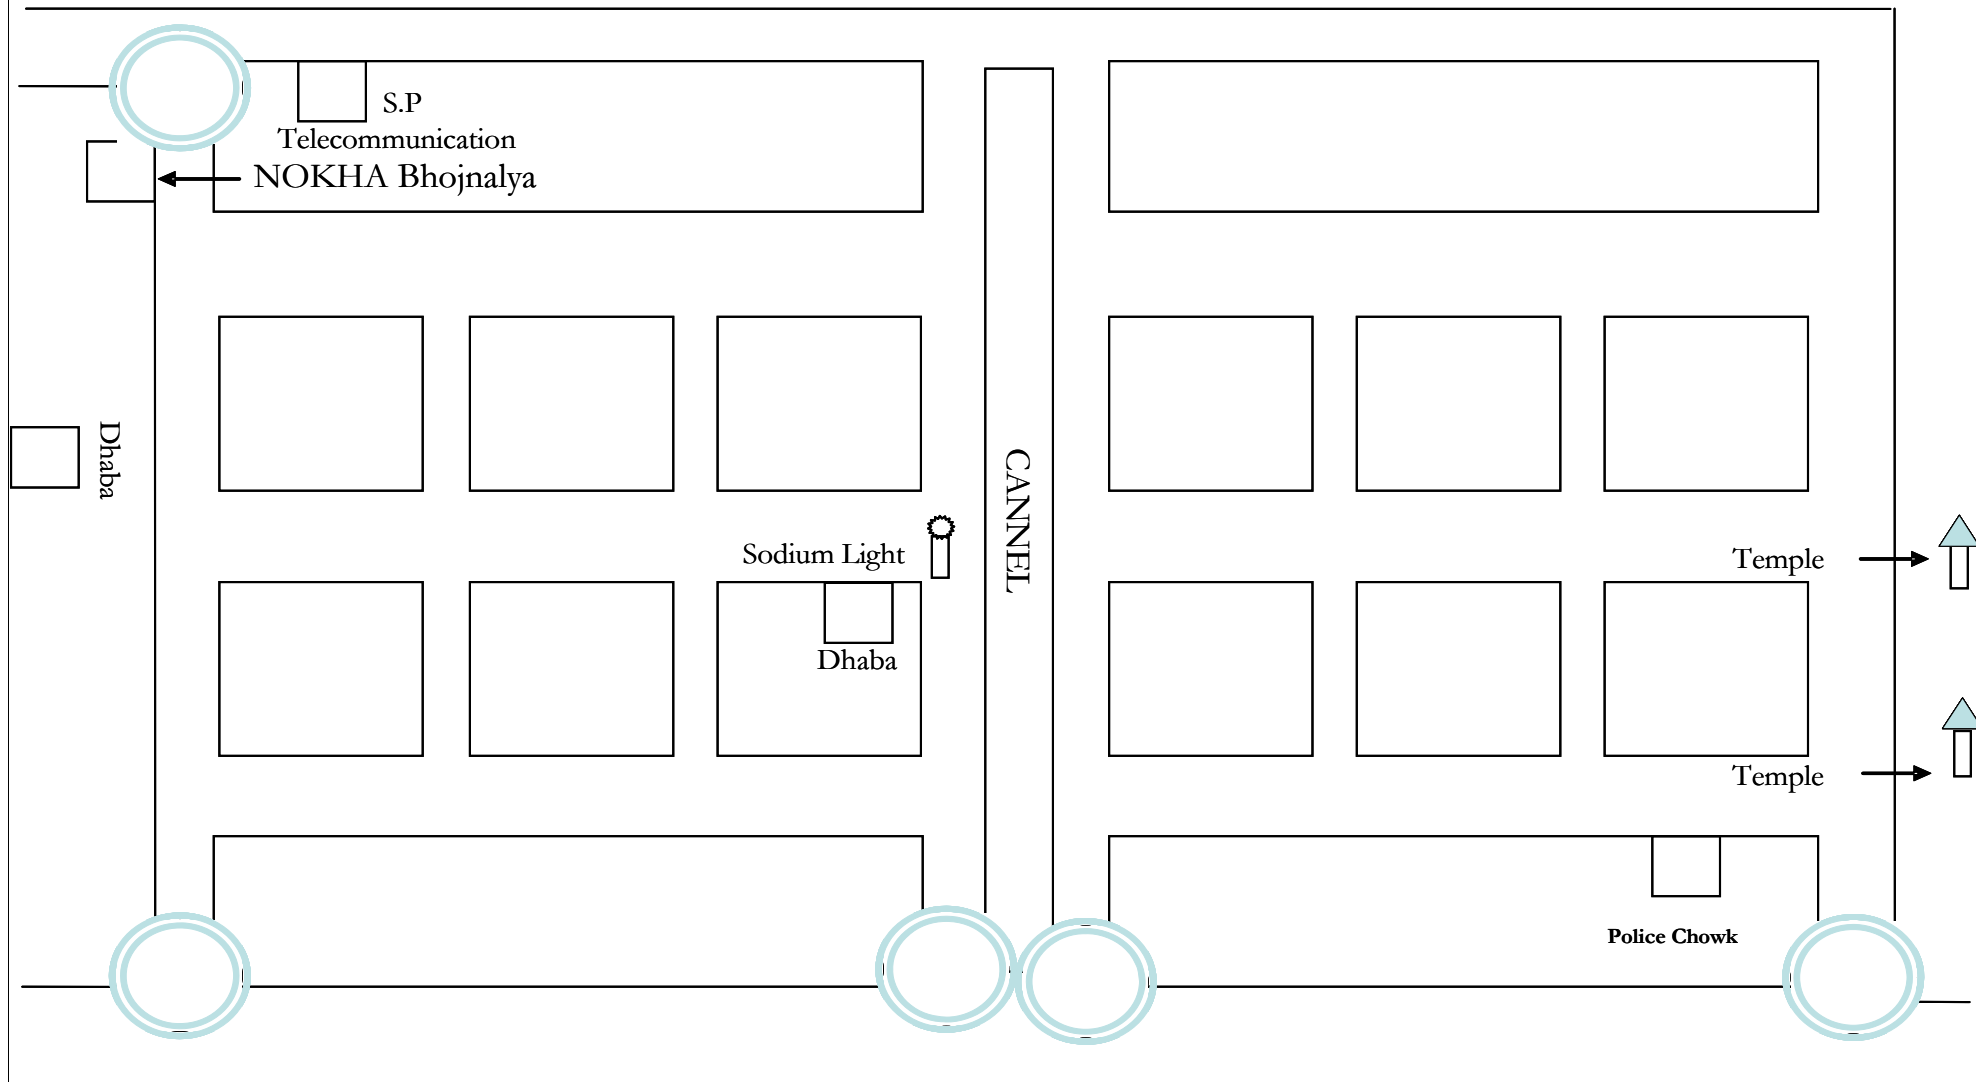 S.P
Telecommunication
NOKHA Bhojnalya
Dhaba
CANNEL
Sodium Light
Dhaba
Temple
Temple
Police Chowk